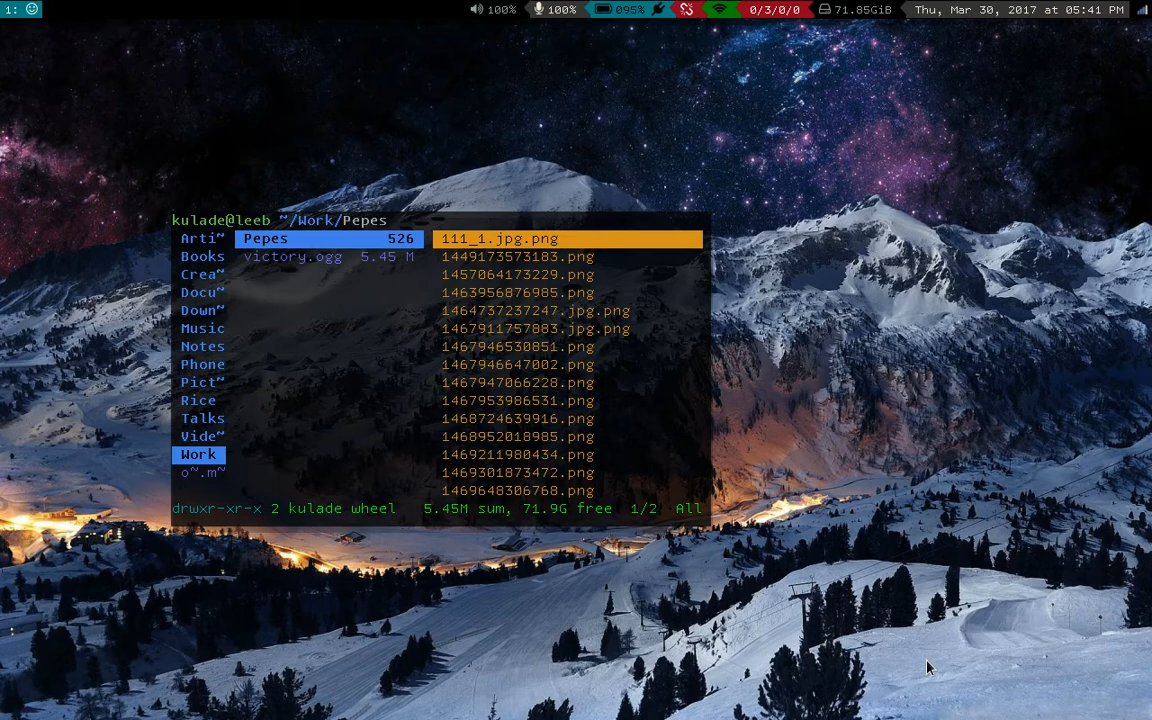 1: ☺ 100% 100% 095% 0/3/0/0 71.85GiB Thu, Mar 30, 2017 at 05:41 PM
kulade@leeb ~/Work/Pepes
Arti~ Pepes 526 111_1.jpg.png
Books victory.ogg 5.45 M 1449173573183.png
Crea~ 1457064173229.png
Docu~ 1463956876985.png
Down~ 1464737237247.jpg.png
Music 1467911757883.jpg.png
Notes 1467946530851.png
Phone 1467946647002.png
Pict~ 1467947066228.png
Rice 1467953986531.png
Talks 1468724639916.png
Vide~ 1468952018985.png
Work 1469211980434.png
o~.m~ 1469301873472.png
1469648306768.png
drwxr-xr-x 2 kulade wheel 5.45M sum, 71.9G free 1/2 All